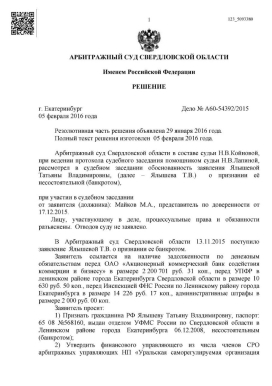 1
123_5093380
АРБИТРАЖНЫЙ СУД СВЕРДЛОВСКОЙ ОБЛАСТИ
Именем Российской Федерации
РЕШЕНИЕ
г. Екатеринбург Дело № А60-54392/2015
05 февраля 2016 года
Резолютивная часть решения объявлена 29 января 2016 года.
Полный текст решения изготовлен 05 февраля 2016 года.
Арбитражный суд Свердловской области в составе судьи Н.В.Койновой,
при ведении протокола судебного заседания помощником судьи Н.В.Лапиной,
рассмотрел в судебном заседании обоснованность заявления Ялышевой
Татьяны Владимировны, (далее – Ялышева Т.В.) о признании её
несостоятельной (банкротом),
при участии в судебном заседании
от заявителя (должника): Майков М.А., представитель по доверенности от
17.12.2015.
Лицу, участвующему в деле, процессуальные права и обязанности
разъяснены. Отводов суду не заявлено.
В Арбитражный суд Свердловской области 13.11.2015 поступило
заявление Ялышевой Т.В. о признании ее банкротом.
Заявитель ссылается на наличие задолженности по денежным
обязательствам перед ОАО «Акционерный коммерческий банк содействия
коммерции и бизнесу» в размере 2 200 701 руб. 31 коп., перед УПФР в
Ленинском районе города Екатеринбурга Свердловской области в размере 10
630 руб. 50 коп., перед Инспекцией ФНС России по Ленинскому району города
Екатеринбурга в размере 14 226 руб. 17 коп., административные штрафы в
размере 2 000 руб. 00 коп.
Заявитель просит:
1) Признать гражданина РФ Ялышеву Татьяну Владимировну, паспорт:
65 08 №568160, выдан отделом УФМС России по Свердловской области в
Ленинском районе города Екатеринбурга 06.12.2008, несостоятельным
(банкротом);
2) Утвердить финансового управляющего из числа членов СРО
арбитражных управляющих НП «Уральская саморегулируемая организация